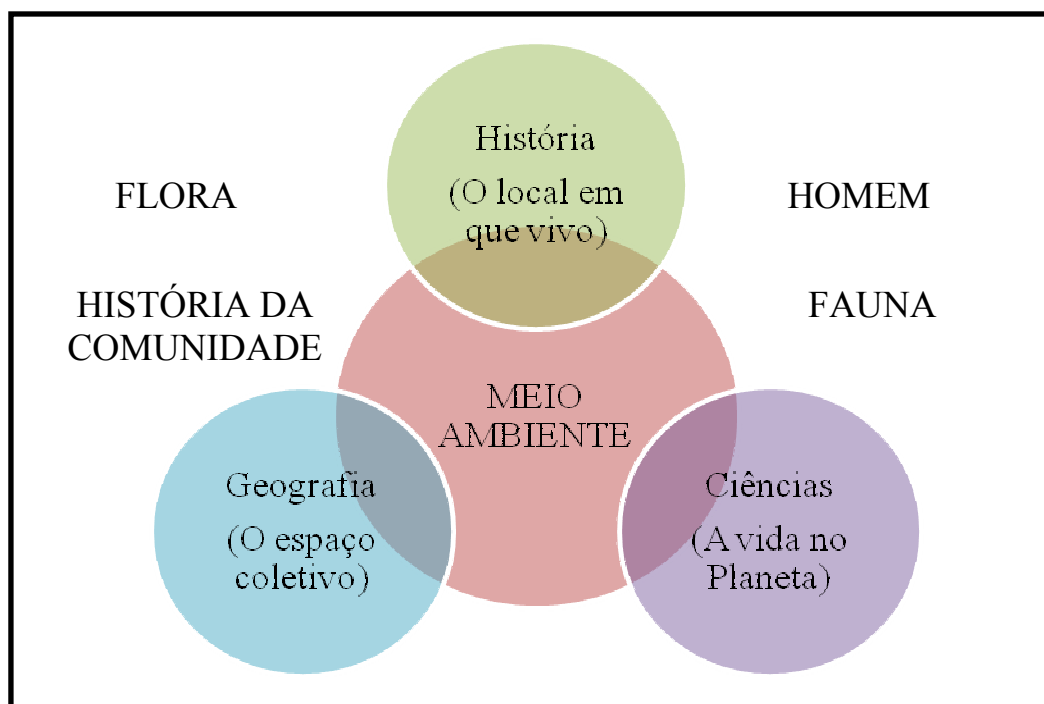 História
(O local em
que vivo)
FLORA
HOMEM
HISTÓRIA DA
COMUNIDADE
FAUNA
MEIO
AMBIENTE
Geografia
(O espaço
coletivo)
Ciências
(A vida no
Planeta)